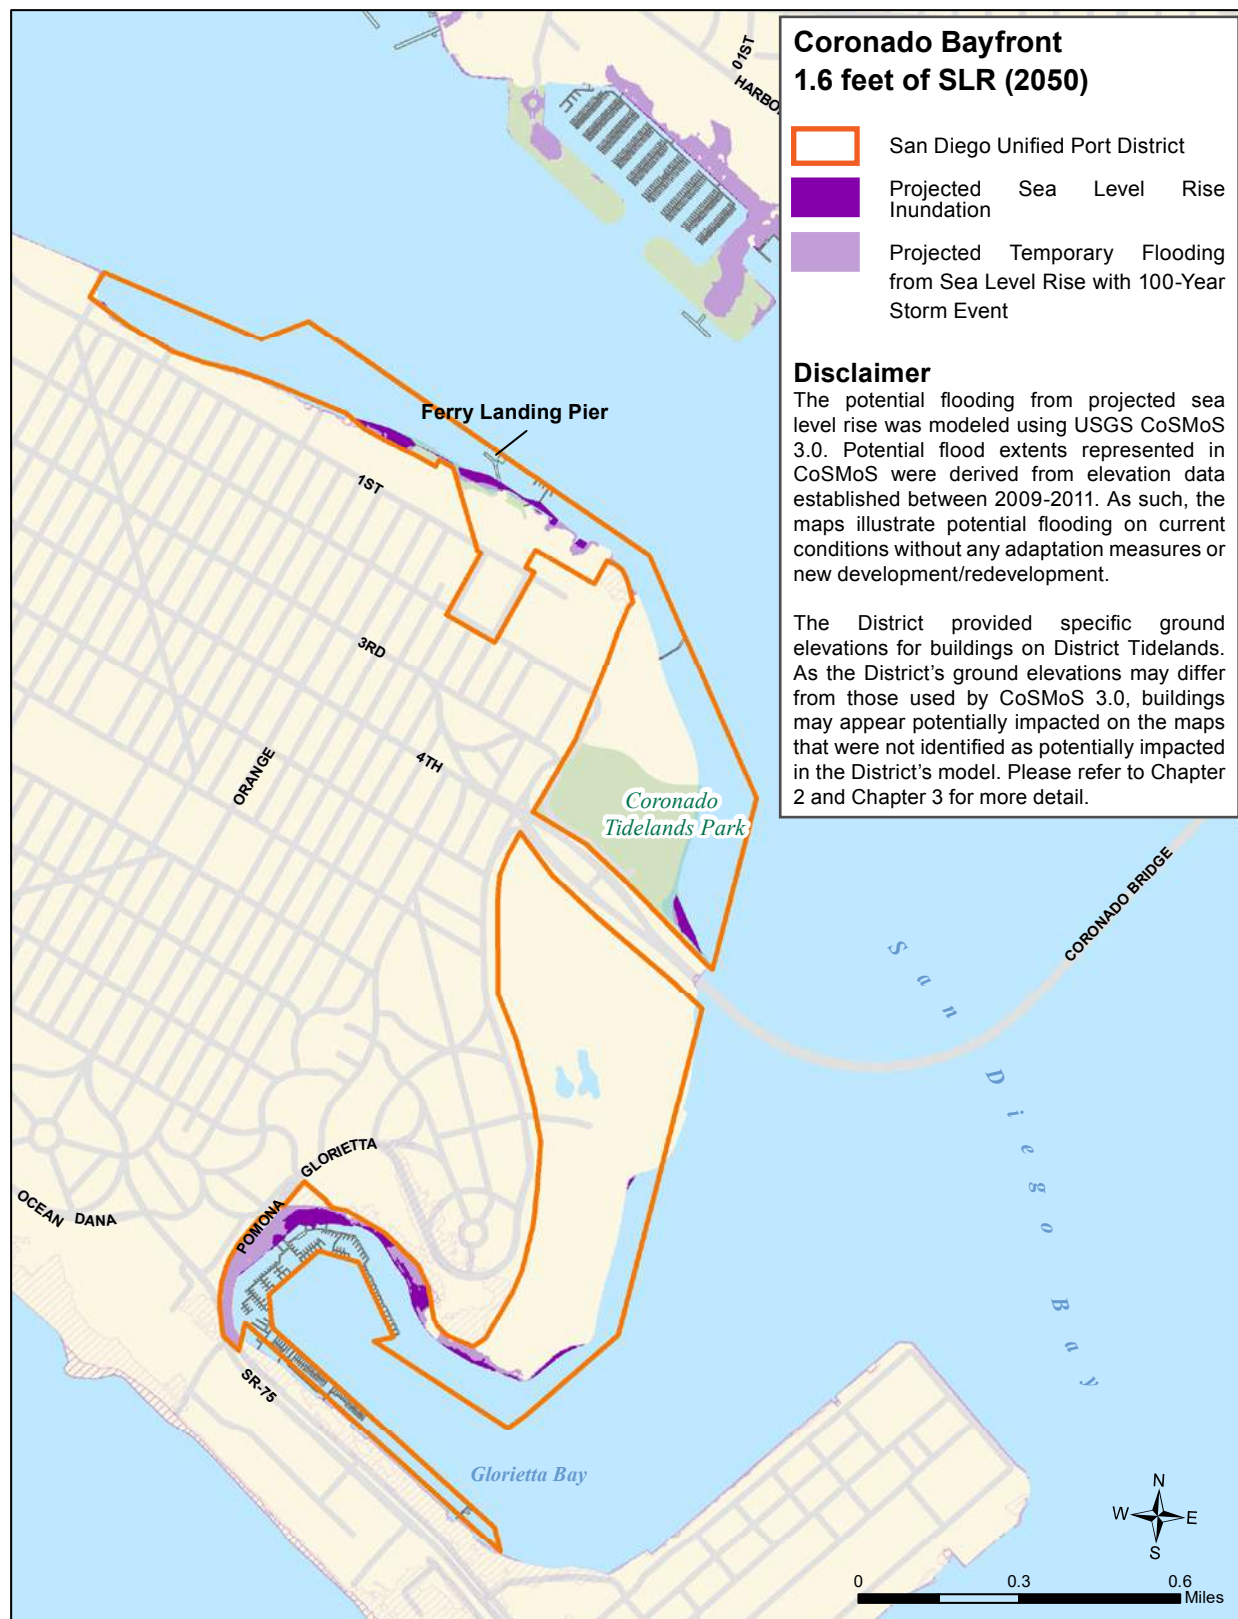 Coronado Bayfront
1.6 feet of SLR (2050)
San Diego Unified Port District
Projected Sea Level Rise
Inundation
Projected Temporary Flooding
from Sea Level Rise with 100-Year
Storm Event
Disclaimer
The potential flooding from projected sea
level rise was modeled using USGS CoSMoS
3.0. Potential flood extents represented in
CoSMoS were derived from elevation data
established between 2009-2011. As such, the
maps illustrate potential flooding on current
conditions without any adaptation measures or
new development/redevelopment.
The District provided specific ground
elevations for buildings on District Tidelands.
As the District's ground elevations may differ
from those used by CoSMoS 3.0, buildings
may appear potentially impacted on the maps
that were not identified as potentially impacted
in the District's model. Please refer to Chapter
2 and Chapter 3 for more detail.
01ST
Ferry Landing Pier
1ST
3RD
4TH
ORANGE
Coronado
Tidelands Park
CORONADO BRIDGE
San Diego Bay
GLORIETTA
POMONA
OCEAN
DANA
SR-75
Glorietta Bay
N
W
E
S
0
0.3
0.6
Miles